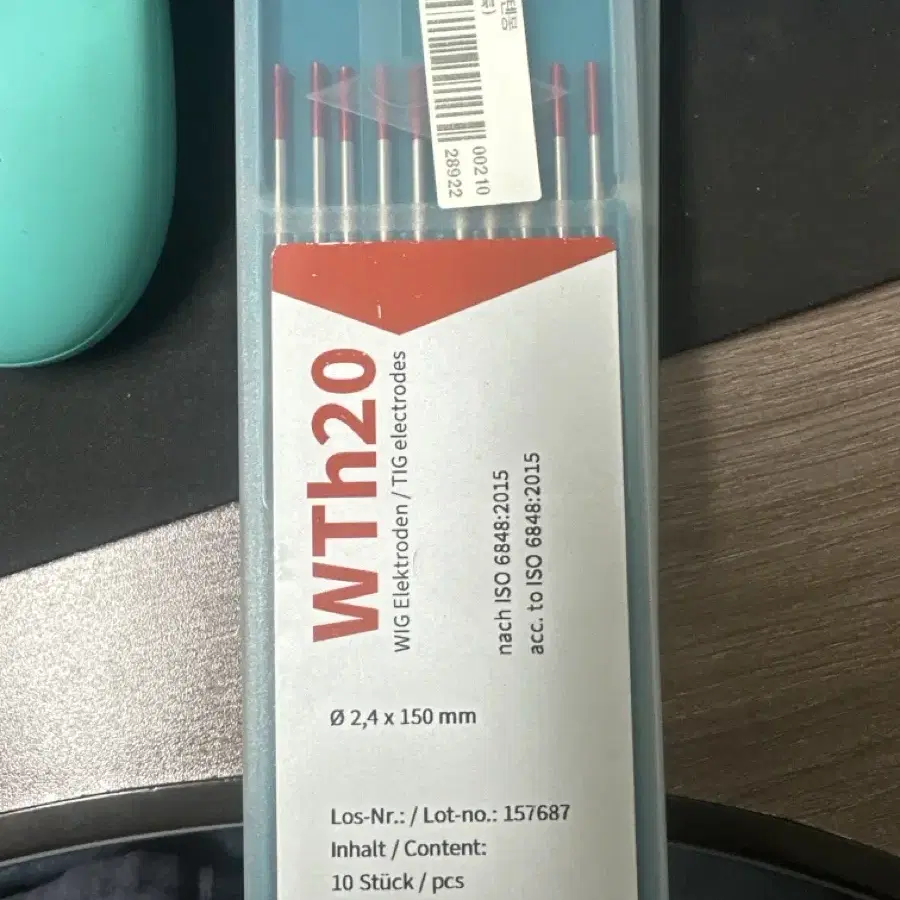 00210
28922
WTh20
WIG Elektroden / TIG electrodes
nach ISO 6848:2015
acc. to ISO 6848:2015
Ø 2,4 x 150 mm
Los-Nr.: / Lot-no.: 157687
Inhalt / Content:
10 Stück / pcs